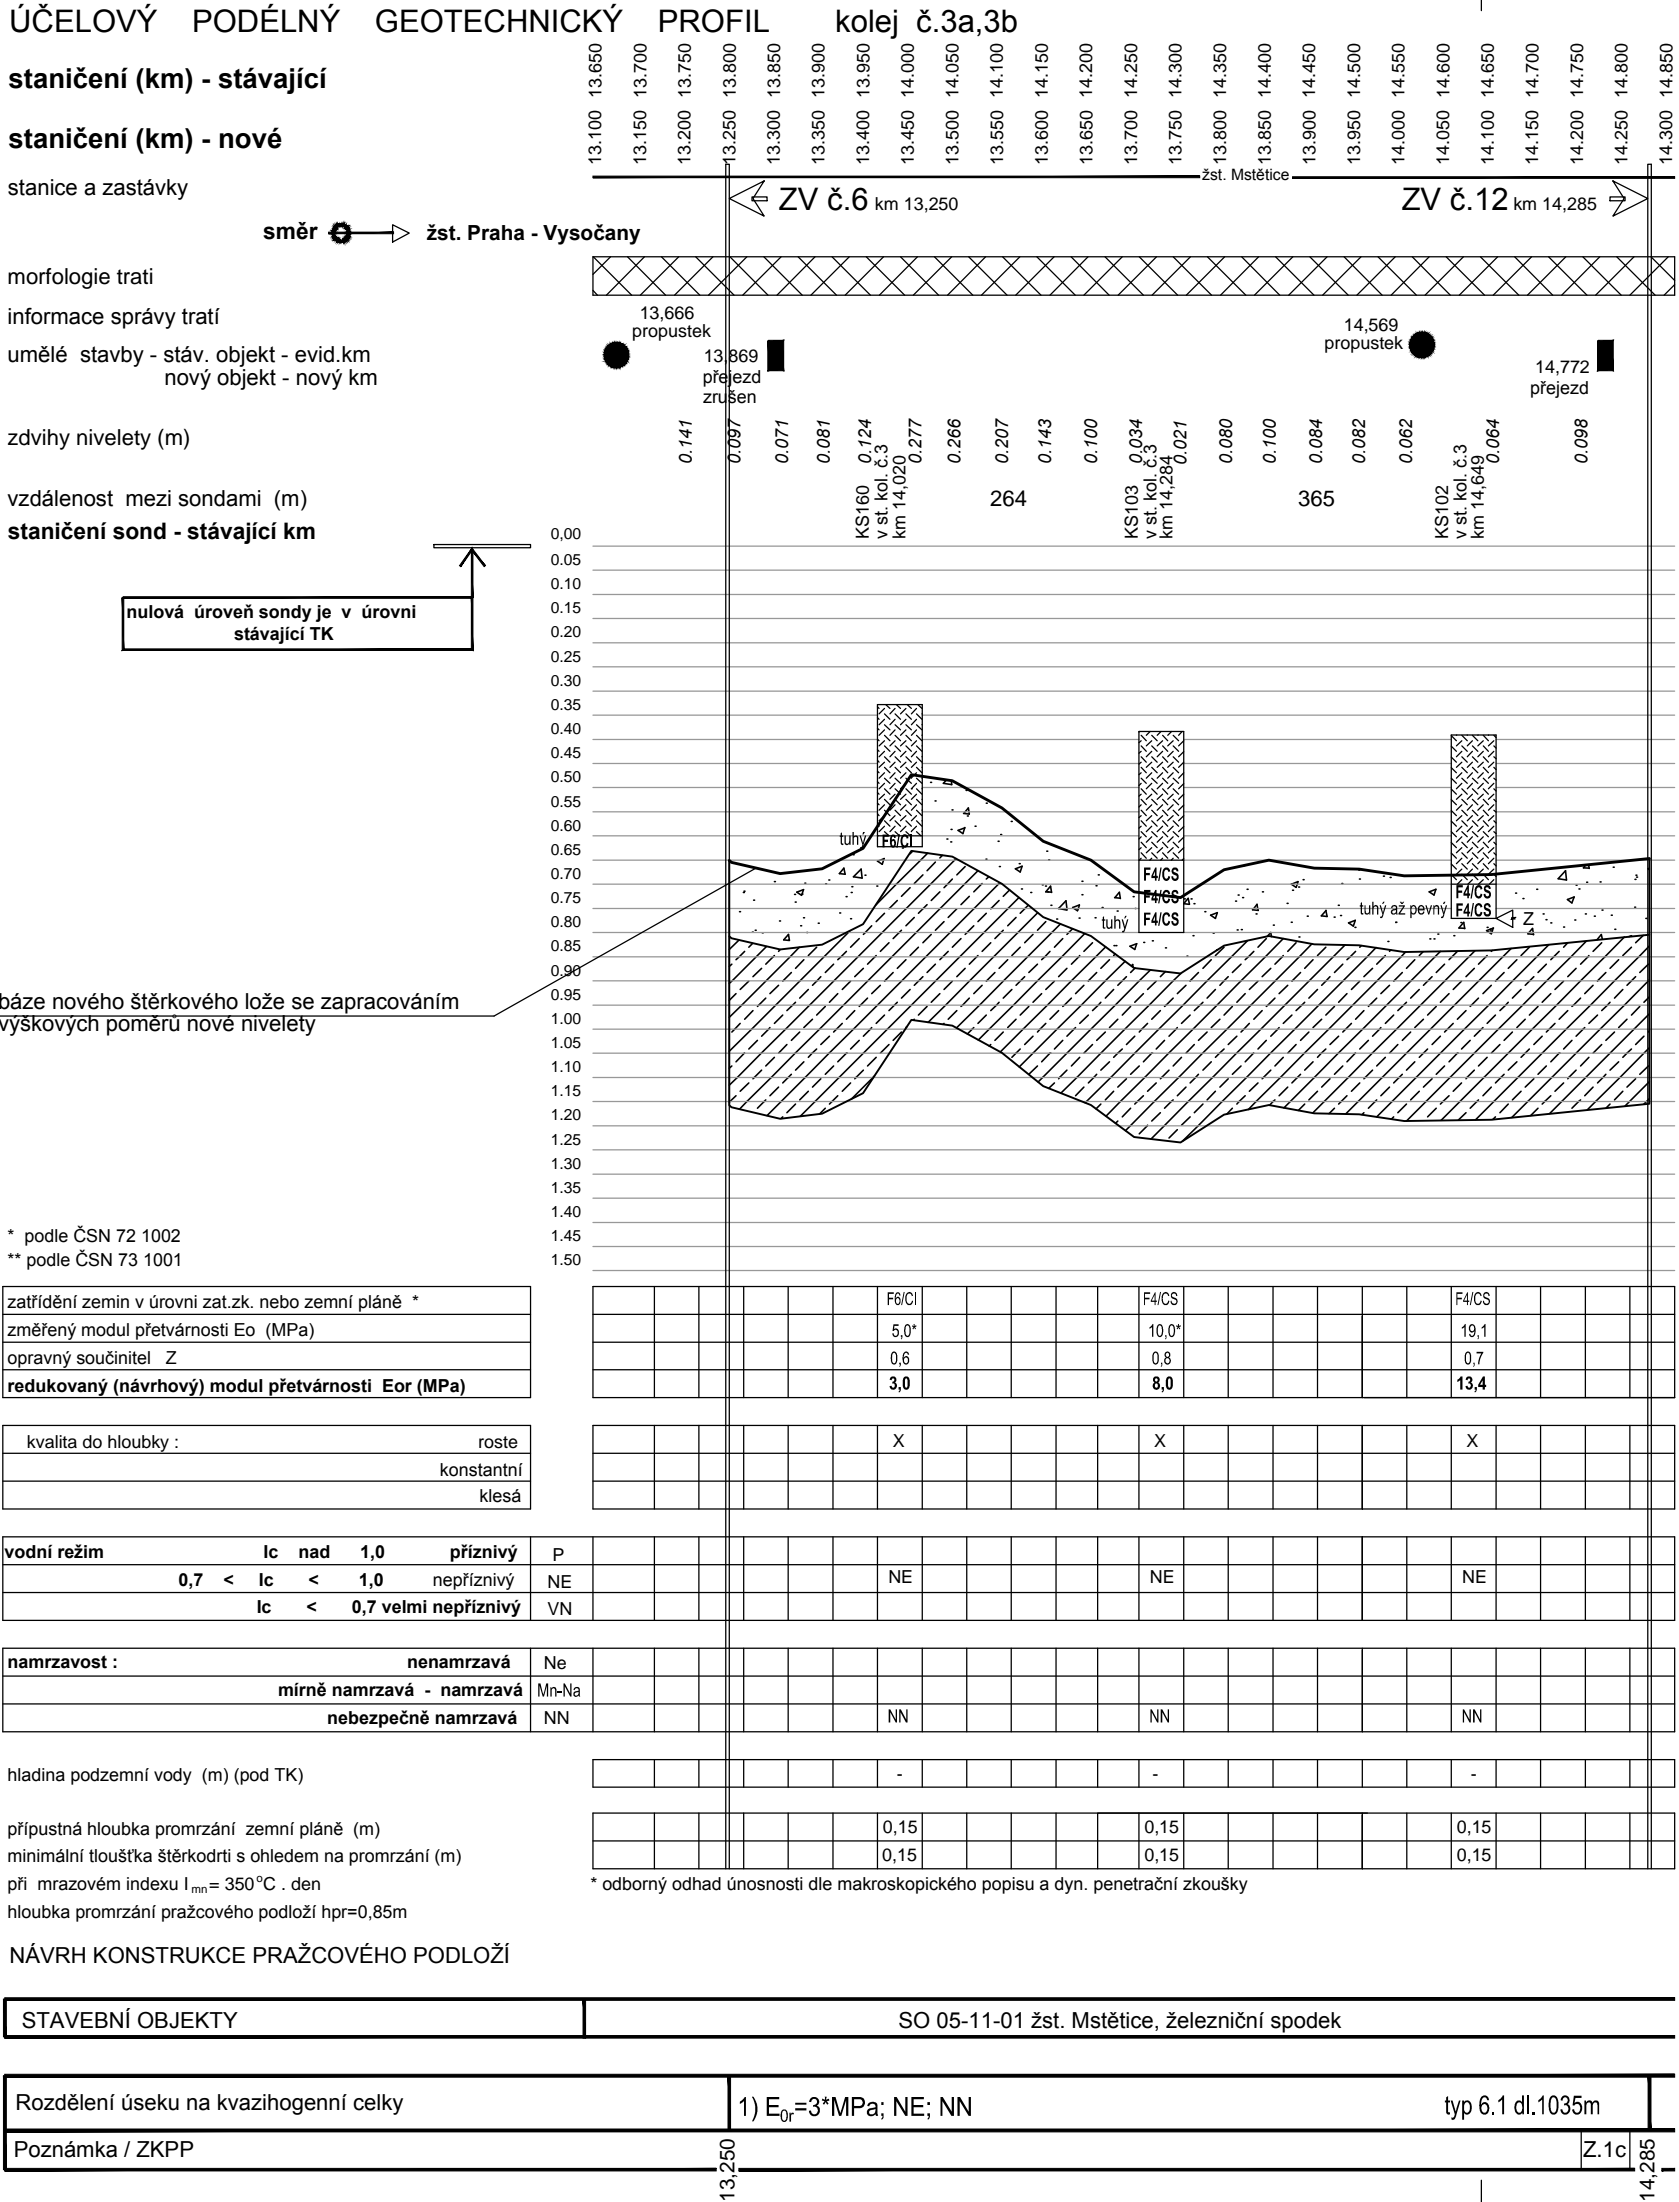 ÚČELOVÝ PODÉLNÝ GEOTECHNICKÝ PROFIL kolej č.3a,3b
staničení (km) - stávající 13.650 13.700 13.750 13.800 13.850 13.900 13.950 14.000 14.050 14.100 14.150 14.200 14.250 14.300 14.350 14.400 14.450 14.500 14.550 14.600 14.650 14.700 14.750 14.800 14.850
staničení (km) - nové 13.100 13.150 13.200 13.250 13.300 13.350 13.400 13.450 13.500 13.550 13.600 13.650 13.700 13.750 13.800 13.850 13.900 13.950 14.000 14.050 14.100 14.150 14.200 14.250 14.300
stanice a zastávky
žst. Mstětice
ZV č.6 km 13,250
ZV č.12 km 14,285
směr žst. Praha - Vysočany
morfologie trati
informace správy tratí
umělé stavby - stáv. objekt - evid.km
nový objekt - nový km
13,666
propustek
13,869
přejezd
zrušen
14,569
propustek
14,772
přejezd
zdvihy nivelety (m) 0.141 0.097 0.071 0.081 0.124 0.277 0.266 0.207 0.143 0.100 0.034 0.021 0.080 0.100 0.084 0.082 0.062 0.064 0.098
vzdálenost mezi sondami (m) 264 365
staničení sond - stávající km
KS160
v st. kol. č.3
km 14,020
KS103
v st. kol. č.3
km 14,284
KS102
v st. kol. č.3
km 14,649
nulová úroveň sondy je v úrovni
stávající TK
0,00
0.05
0.10
0.15
0.20
0.25
0.30
0.35
0.40
0.45
0.50
0.55
0.60
0.65
0.70
0.75
0.80
0.85
0.90
0.95
1.00
1.05
1.10
1.15
1.20
1.25
1.30
1.35
1.40
1.45
1.50
tuhý F6/CI
F4/CS
F4/CS
tuhý F4/CS
F4/CS
tuhý až pevný F4/CS Z
báze nového štěrkového lože se zapracováním
výškových poměrů nové nivelety
* podle ČSN 72 1002
** podle ČSN 73 1001
zatřídění zemin v úrovni zat.zk. nebo zemní pláně * F6/CI F4/CS F4/CS
změřený modul přetvárnosti Eo (MPa) 5,0* 10,0* 19,1
opravný součinitel Z 0,6 0,8 0,7
redukovaný (návrhový) modul přetvárnosti Eor (MPa) 3,0 8,0 13,4
kvalita do hloubky : roste X X X
konstantní
klesá
vodní režim Ic nad 1,0 příznivý P
0,7 < Ic < 1,0 nepříznivý NE NE NE NE
Ic < 0,7 velmi nepříznivý VN
namrzavost : nenamrzavá Ne
mírně namrzavá - namrzavá Mn-Na
nebezpečně namrzavá NN NN NN NN
hladina podzemní vody (m) (pod TK) - - -
přípustná hloubka promrzání zemní pláně (m) 0,15 0,15 0,15
minimální tloušťka štěrkodrti s ohledem na promrzání (m) 0,15 0,15 0,15
při mrazovém indexu Imn= 350°C . den
* odborný odhad únosnosti dle makroskopického popisu a dyn. penetrační zkoušky
hloubka promrzání pražcového podloží hpr=0,85m
NÁVRH KONSTRUKCE PRAŽCOVÉHO PODLOŽÍ
STAVEBNÍ OBJEKTY SO 05-11-01 žst. Mstětice, železniční spodek
Rozdělení úseku na kvazihogenní celky 1) E0r=3*MPa; NE; NN typ 6.1 dl.1035m
Poznámka / ZKPP 13,250 Z.1c 14,285